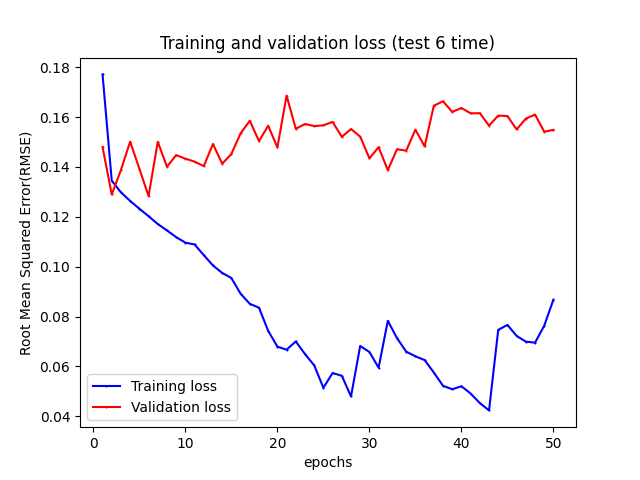 Training and validation loss (test 6 time)
Root Mean Squared Error(RMSE)
0.18
0.16
0.14
0.12
0.10
0.08
0.06
0.04
Training loss
Validation loss
0 10 20 30 40 50
epochs